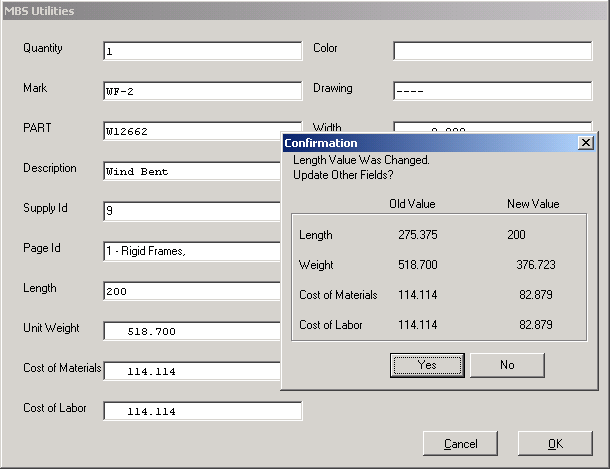 MBS Utilities
Quantity 1 Color
Mark WF-2 Drawing ----
PART W12662 Width
Description Wind Bent
Supply Id 9
Page Id 1 - Rigid Frames,
Length 200
Unit Weight 518.700
Cost of Materials 114.114
Cost of Labor 114.114
Cancel OK
Confirmation
Length Value Was Changed.
Update Other Fields?
Old Value New Value
Length 275.375 200
Weight 518.700 376.723
Cost of Materials 114.114 82.879
Cost of Labor 114.114 82.879
Yes No